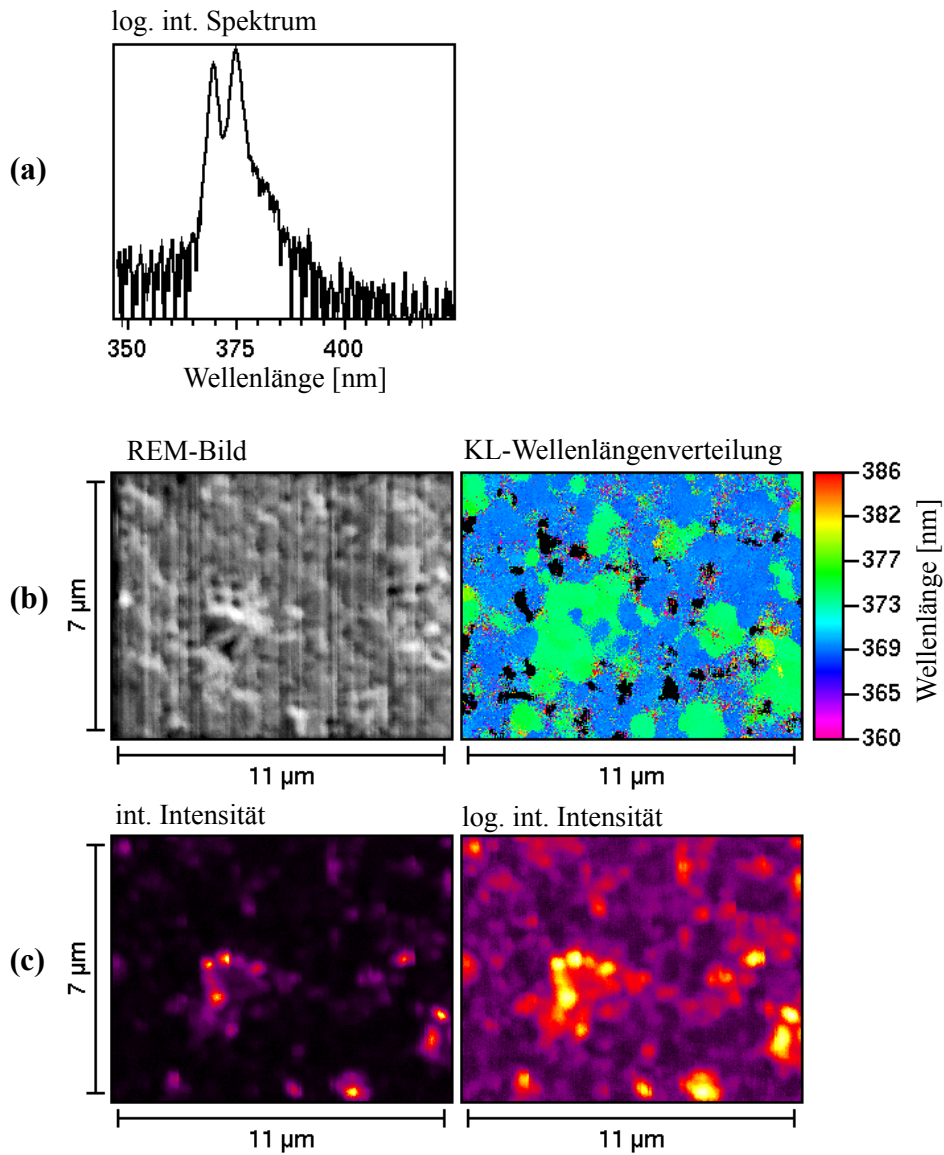 log. int. Spektrum
(a)
350 375 400
Wellenlänge [nm]
REM-Bild
KL-Wellenlängenverteilung
(b)
7 µm
11 µm
11 µm
386
382
377
373
369
365
360
Wellenlänge [nm]
int. Intensität
log. int. Intensität
(c)
7 µm
11 µm
11 µm